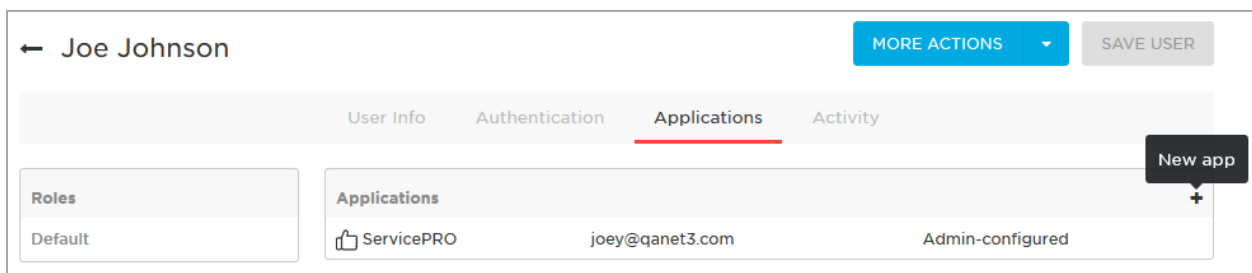 Joe Johnson
MORE ACTIONS
SAVE USER
User Info Authentication Applications Activity
New app
Roles
Applications
Default
ServicePRO joey@qanet3.com Admin-configured